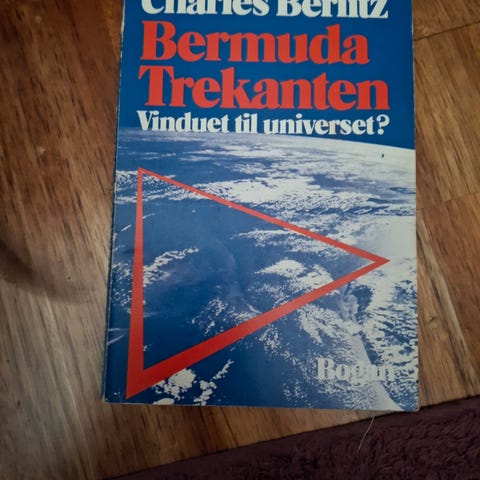 Charles Berlitz
Bermuda
Trekanten
Vinduet til universet?
Bogan